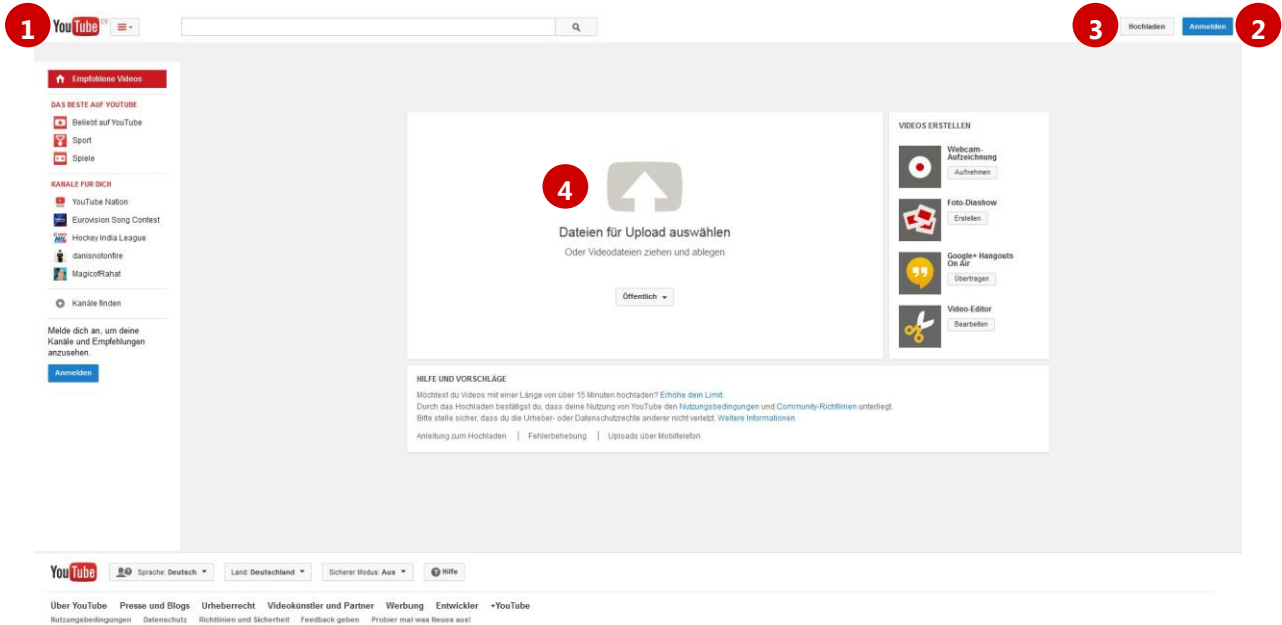 1
YouTube DE
3
Hochladen
Anmelden
2
Empfohlene Videos
DAS BESTE AUF YOUTUBE
Beliebt auf YouTube
Sport
Spiele
KANÄLE FÜR DICH
YouTube Nation
Eurovision Song Contest
Hockey India League
danisnotonfire
MagicofRahat
Kanäle finden
Melde dich an, um deine
Kanäle und Empfehlungen
anzusehen.
Anmelden
4
Dateien für Upload auswählen
Oder Videodateien ziehen und ablegen
Öffentlich
VIDEOS ERSTELLEN
Webcam-
Aufzeichnung
Aufnehmen
Foto-Diashow
Erstellen
Google+ Hangouts
On Air
Übertragen
Video-Editor
Bearbeiten
HILFE UND VORSCHLÄGE
Möchtest du Videos mit einer Länge von über 15 Minuten hochladen? Erhöhe dein Limit.
Durch das Hochladen bestätigst du, dass deine Nutzung von YouTube den Nutzungsbedingungen und Community-Richtlinien unterliegt.
Bitte stelle sicher, dass du die Urheber- oder Datenschutzrechte anderer nicht verletzt. Weitere Informationen
Anleitung zum Hochladen | Fehlerbehebung | Uploads über Mobiltelefon
YouTube
Sprache: Deutsch
Land: Deutschland
Sicherer Modus: Aus
Hilfe
Über YouTube Presse und Blogs Urheberrecht Videokünstler und Partner Werbung Entwickler +YouTube
Nutzungsbedingungen Datenschutz Richtlinien und Sicherheit Feedback geben Probier mal was Neues aus!